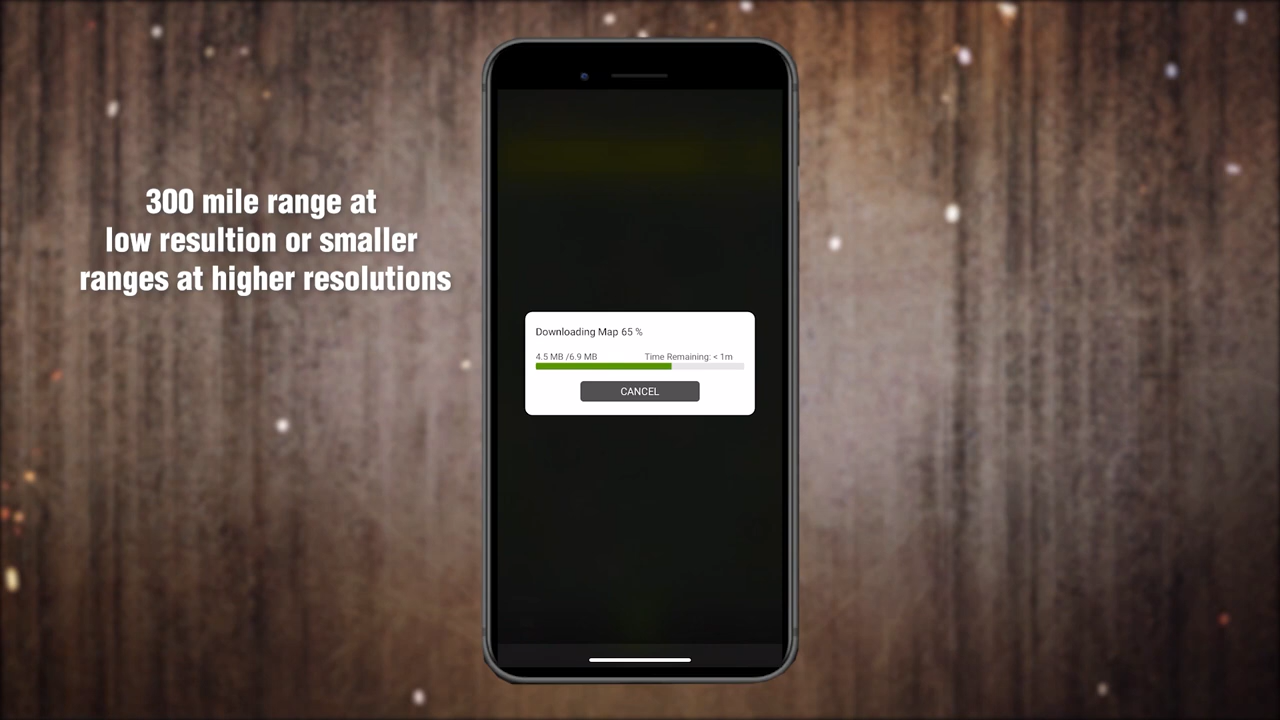 300 mile range at
low resultion or smaller
ranges at higher resolutions
Downloading Map 65 %
4.5 MB /6.9 MB Time Remaining: < 1m
CANCEL